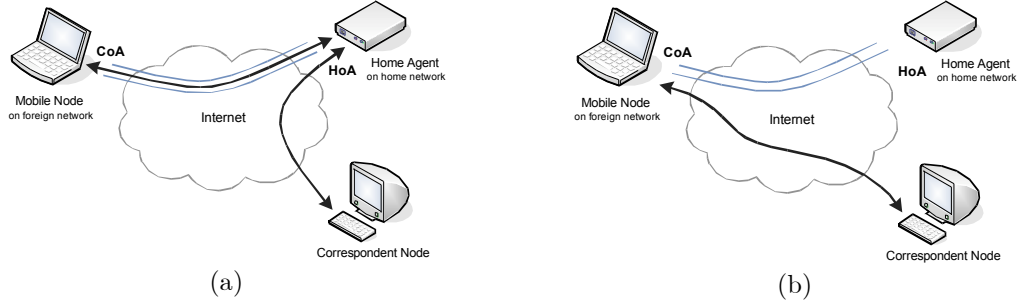 CoA
HoA
Home Agent
on home network
Mobile Node
on foreign network
Internet
Correspondent Node
(a)
CoA
HoA
Home Agent
on home network
Mobile Node
on foreign network
Internet
Correspondent Node
(b)